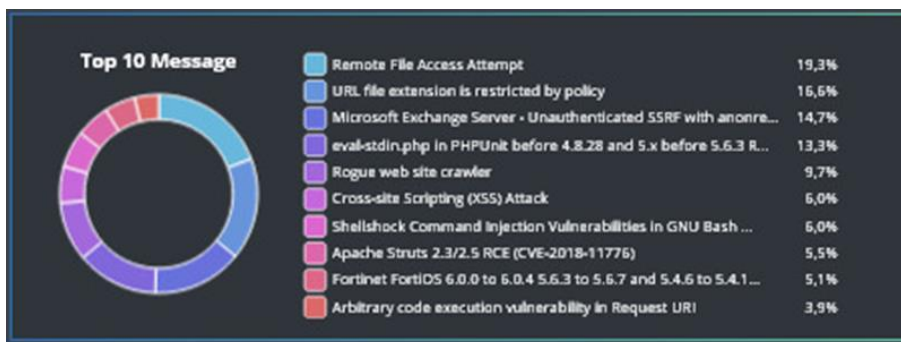 Top 10 Message
Remote File Access Attempt 19,3%
URL file extension is restricted by policy 16,6%
Microsoft Exchange Server - Unauthenticated SSRF with anonre... 14,7%
eval-stdin.php in PHPUnit before 4.8.28 and 5.x before 5.6.3 R... 13,3%
Rogue web site crawler 9,7%
Cross-site Scripting (XSS) Attack 6,0%
Shellshock Command Injection Vulnerabilities in GNU Bash ... 6,0%
Apache Struts 2.3/2.5 RCE (CVE-2018-11776) 5,5%
Fortinet FortiOS 6.0.0 to 6.0.4 5.6.3 to 5.6.7 and 5.4.6 to 5.4.1... 5,1%
Arbitrary code execution vulnerability in Request URI 3,9%